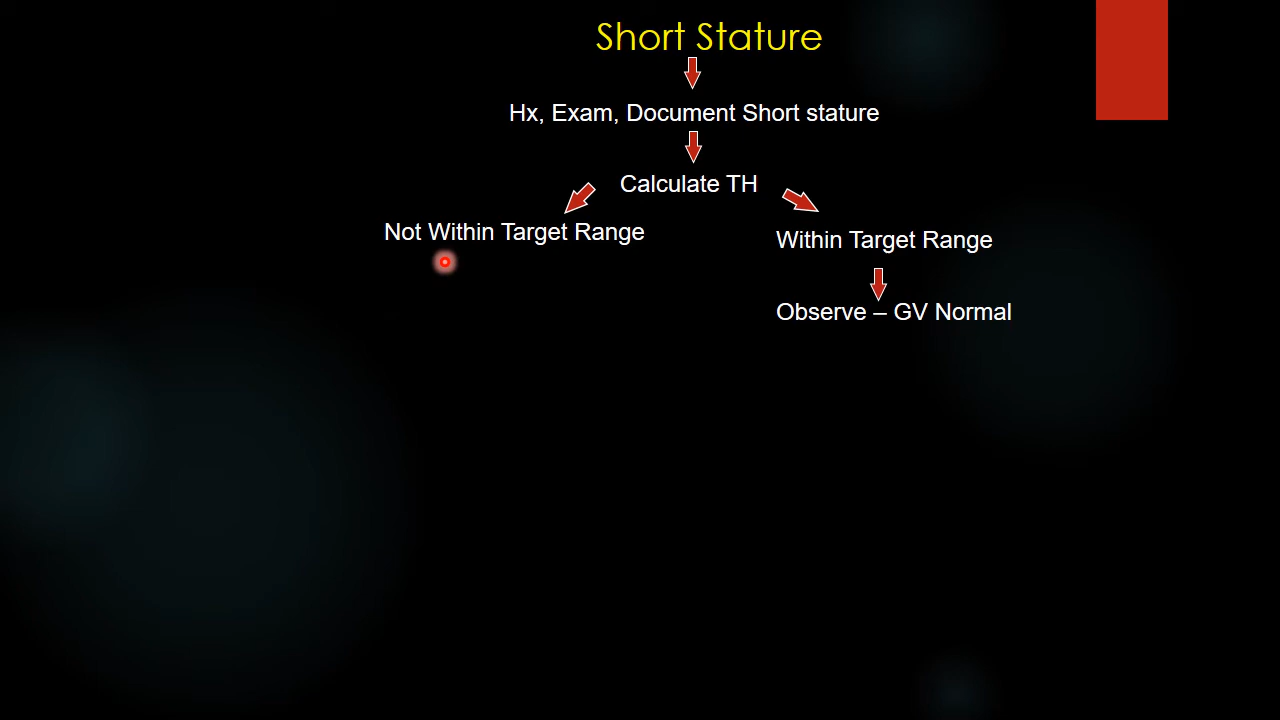 Short Stature
Hx, Exam, Document Short stature
Calculate TH
Not Within Target Range
Within Target Range
Observe – GV Normal